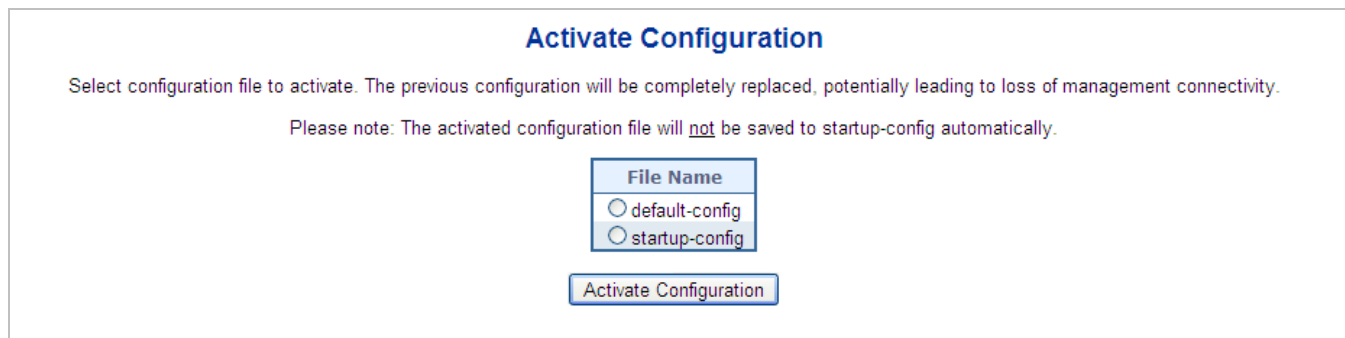 Activate Configuration
Select configuration file to activate. The previous configuration will be completely replaced, potentially leading to loss of management connectivity.
Please note: The activated configuration file will not be saved to startup-config automatically.
File Name
default-config
startup-config
Activate Configuration